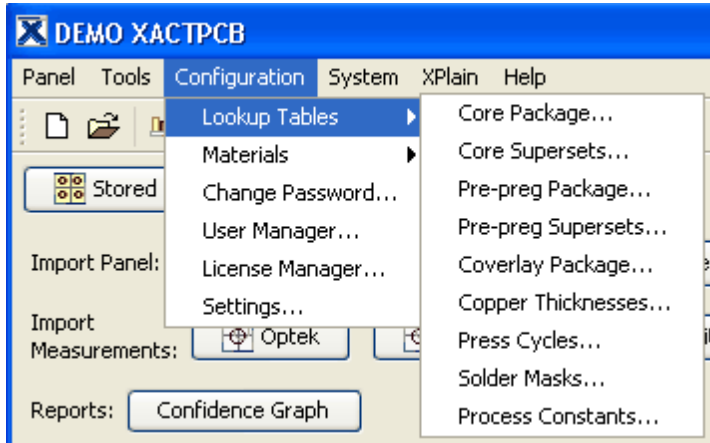 DEMO XACTPCB
Panel Tools Configuration System XPlain Help
Lookup Tables
Materials
Change Password...
User Manager...
License Manager...
Settings...
Core Package...
Core Supersets...
Pre-preg Package...
Pre-preg Supersets...
Coverlay Package...
Copper Thicknesses...
Press Cycles...
Solder Masks...
Process Constants...
Stored
Import Panel:
Import
Measurements:
Optek
Reports:
Confidence Graph